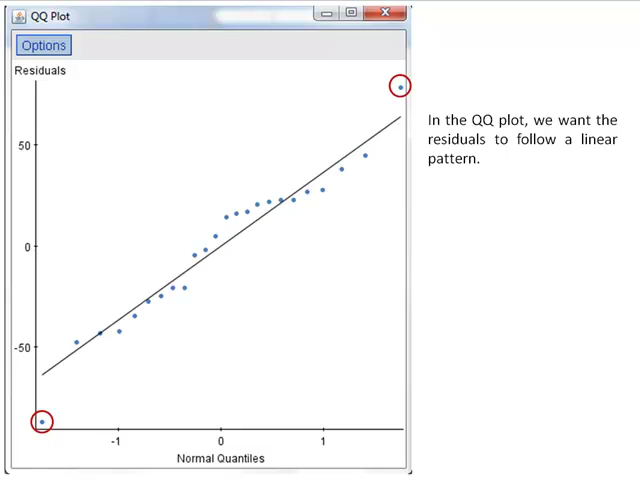 QQ Plot
Options
Residuals
In the QQ plot, we want the
residuals to follow a linear
pattern.
50
0
-50
-1
0
1
Normal Quantiles